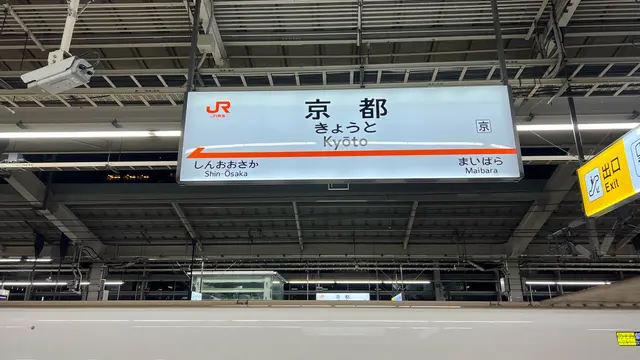 JR
京都
きょうと
Kyōto
京
しんおおさか
Shin-Ōsaka
まいばら
Maibara
出口
Exit